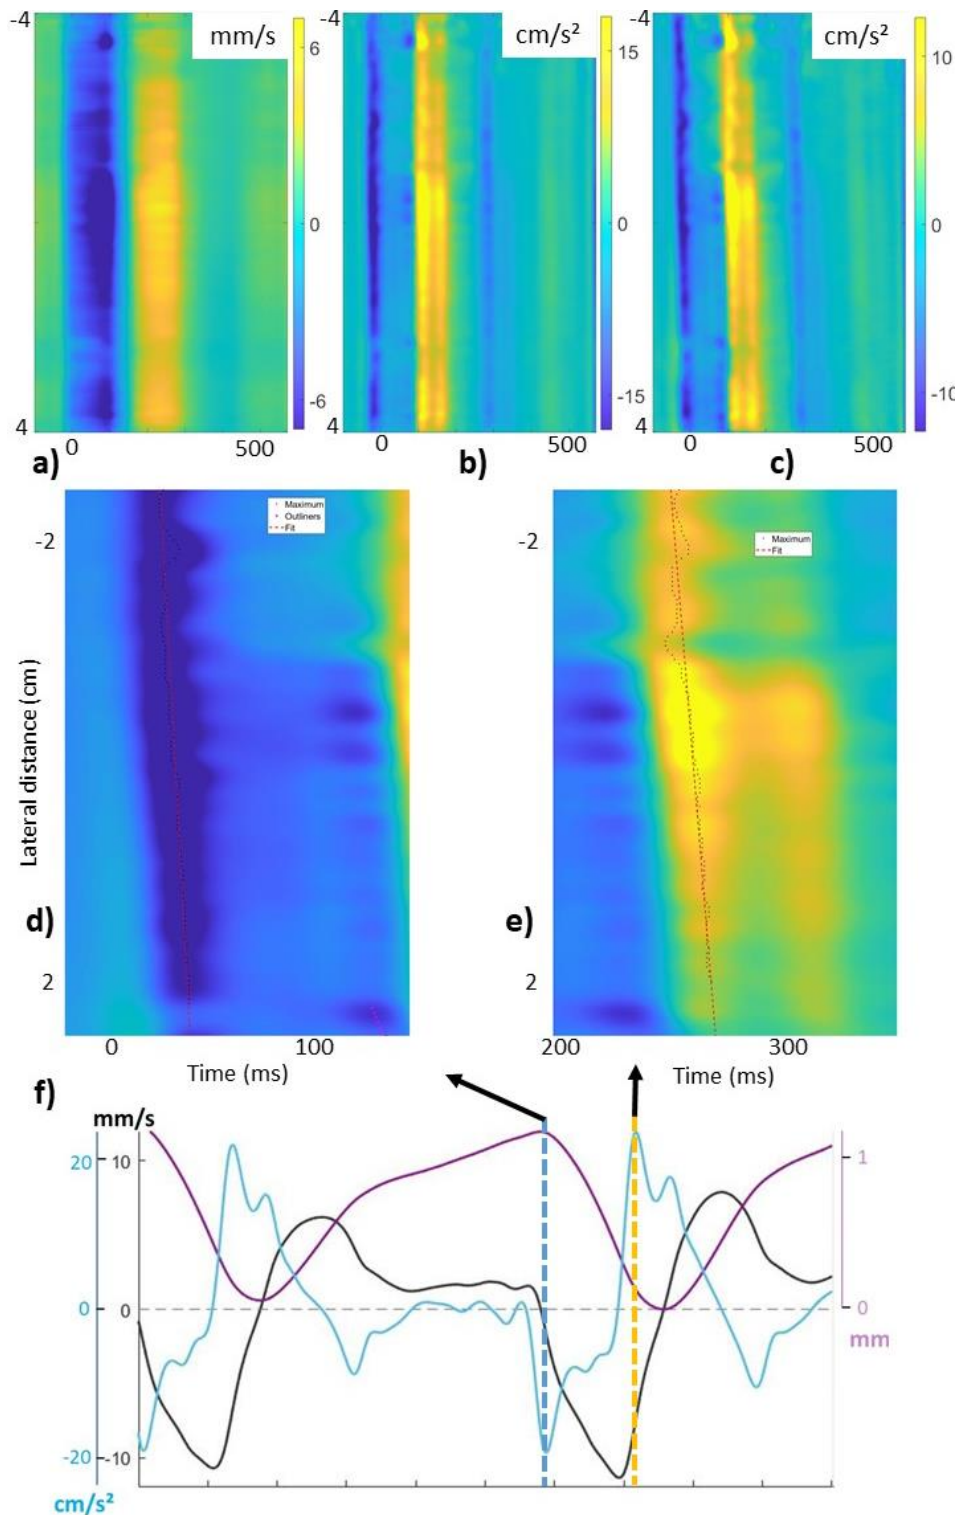 -4 mm/s 6 0 -6 4 0 500
-4 cm/s² 15 0 -15 4 0 500
cm/s² 10 0 -10 4 0 500
a) b) c)
Maximum
Outliners
Fit
Maximum
Fit
-2 -2
Lateral distance (cm)
d) e)
2 2
0 100 200 300
Time (ms) Time (ms)
f)
mm/s
20 10 1
0 0 0
mm
-20 -10
cm/s²